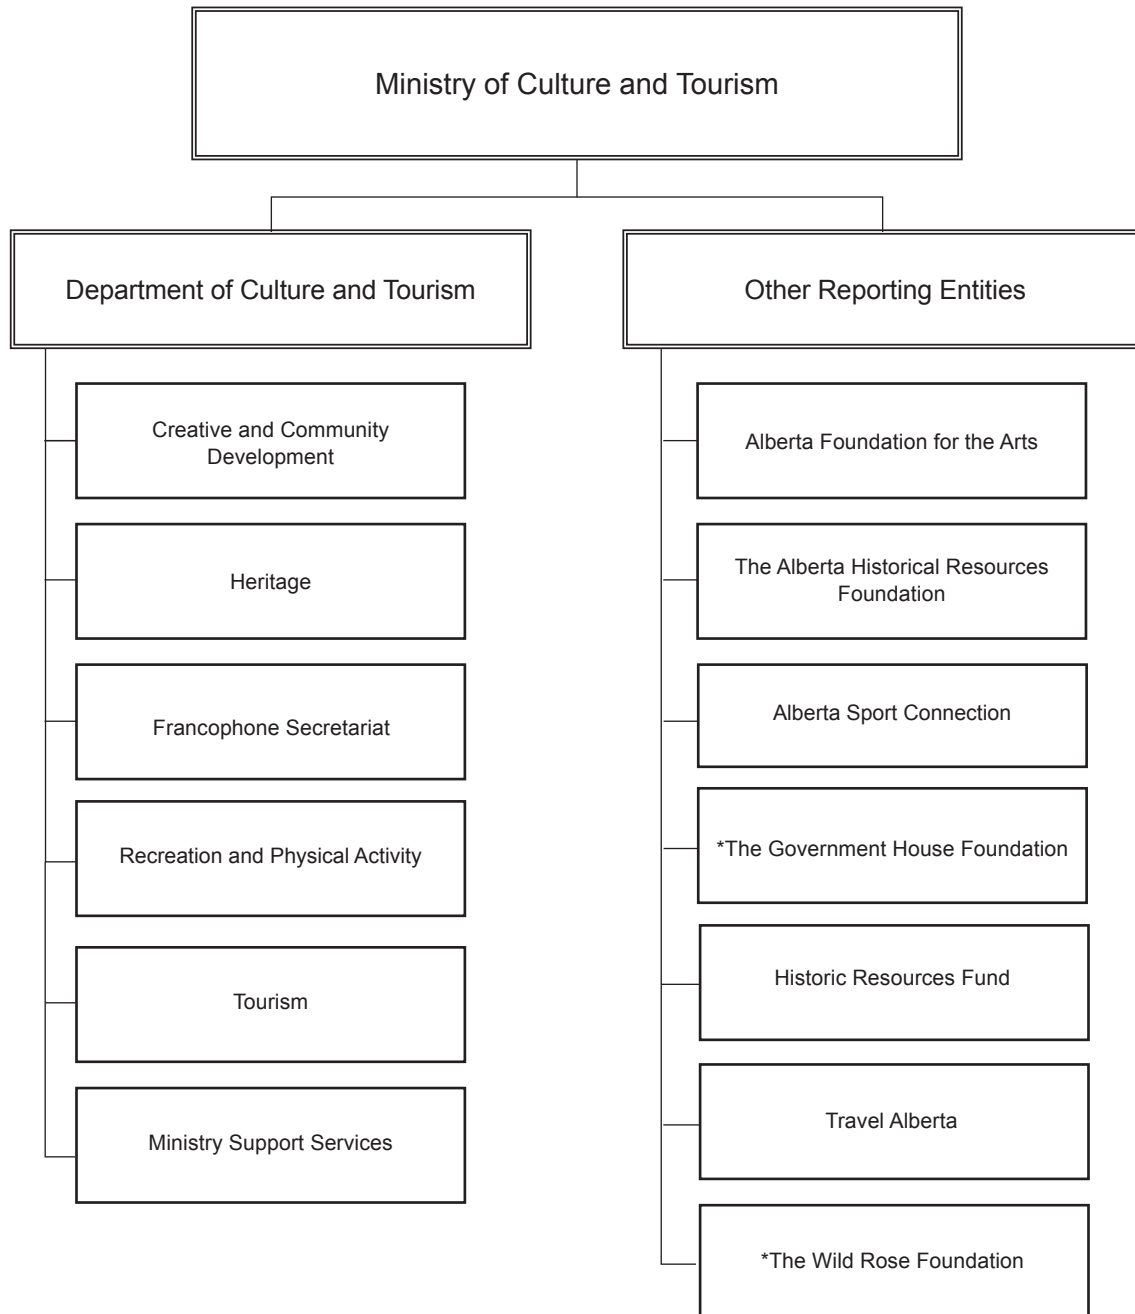 Ministry of Culture and Tourism
Department of Culture and Tourism
Creative and Community
Development
Heritage
Francophone Secretariat
Recreation and Physical Activity
Tourism
Ministry Support Services
Other Reporting Entities
Alberta Foundation for the Arts
The Alberta Historical Resources
Foundation
Alberta Sport Connection
*The Government House Foundation
Historic Resources Fund
Travel Alberta
*The Wild Rose Foundation